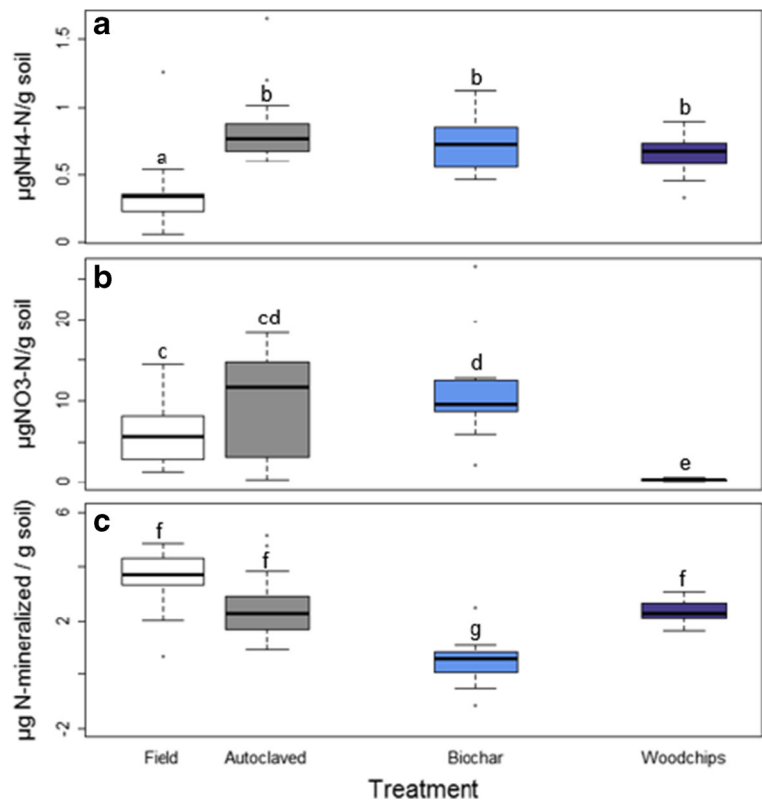 a
µgNH4-N/g soil
1.5
1
0.5
0
a
b
b
b
b
µgNO3-N/g soil
20
10
0
c
cd
d
e
c
µg N-mineralized / g soil)
6
2
-2
f
f
g
f
Field Autoclaved Biochar Woodchips
Treatment